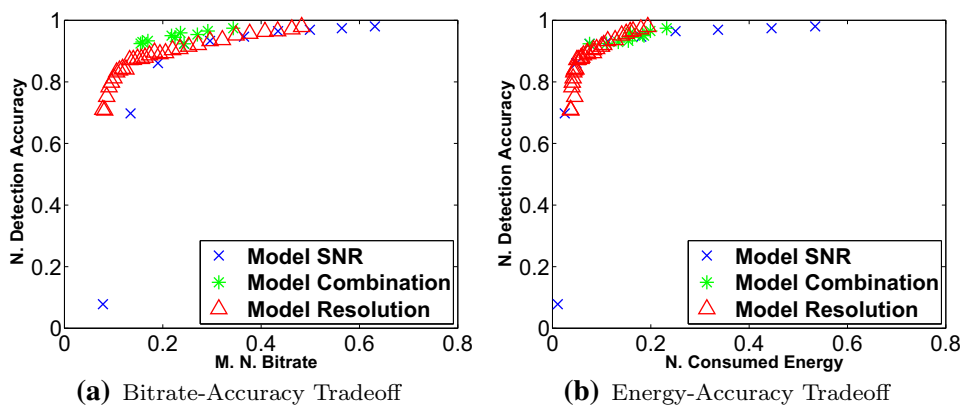 N. Detection Accuracy
1
0.8
0.6
0.4
0.2
0
0 0.2 0.4 0.6 0.8
M. N. Bitrate
Model SNR
Model Combination
Model Resolution
(a) Bitrate-Accuracy Tradeoff
N. Detection Accuracy
1
0.8
0.6
0.4
0.2
0
0 0.2 0.4 0.6 0.8
N. Consumed Energy
Model SNR
Model Combination
Model Resolution
(b) Energy-Accuracy Tradeoff